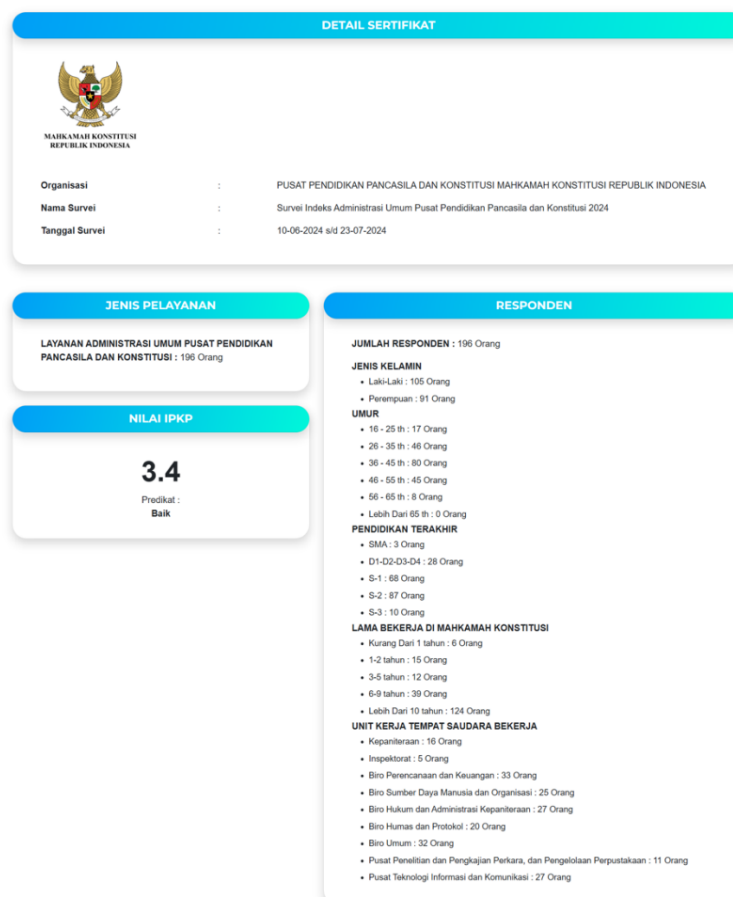 DETAIL SERTIFIKAT
MAHKAMAH KONSTITUSI
REPUBLIK INDONESIA
Organisasi : PUSAT PENDIDIKAN PANCASILA DAN KONSTITUSI MAHKAMAH KONSTITUSI REPUBLIK INDONESIA
Nama Survei : Survei Indeks Administrasi Umum Pusat Pendidikan Pancasila dan Konstitusi 2024
Tanggal Survei : 10-06-2024 s/d 23-07-2024
JENIS PELAYANAN
LAYANAN ADMINISTRASI UMUM PUSAT PENDIDIKAN
PANCASILA DAN KONSTITUSI : 196 Orang
NILAI IPKP
3.4
Predikat :
Baik
RESPONDEN
JUMLAH RESPONDEN : 196 Orang
JENIS KELAMIN
• Laki-Laki : 105 Orang
• Perempuan : 91 Orang
UMUR
• 16 - 25 th : 17 Orang
• 26 - 35 th : 46 Orang
• 36 - 45 th : 80 Orang
• 46 - 55 th : 45 Orang
• 56 - 65 th : 8 Orang
• Lebih Dari 65 th : 0 Orang
PENDIDIKAN TERAKHIR
• SMA : 3 Orang
• D1-D2-D3-D4 : 28 Orang
• S-1 : 68 Orang
• S-2 : 87 Orang
• S-3 : 10 Orang
LAMA BEKERJA DI MAHKAMAH KONSTITUSI
• Kurang Dari 1 tahun : 6 Orang
• 1-2 tahun : 15 Orang
• 3-5 tahun : 12 Orang
• 6-9 tahun : 39 Orang
• Lebih Dari 10 tahun : 124 Orang
UNIT KERJA TEMPAT SAUDARA BEKERJA
• Kepaniteraan : 16 Orang
• Inspektorat : 5 Orang
• Biro Perencanaan dan Keuangan : 33 Orang
• Biro Sumber Daya Manusia dan Organisasi : 25 Orang
• Biro Hukum dan Administrasi Kepaniteraan : 27 Orang
• Biro Humas dan Protokol : 20 Orang
• Biro Umum : 32 Orang
• Pusat Penelitian dan Pengkajian Perkara, dan Pengelolaan Perpustakaan : 11 Orang
• Pusat Teknologi Informasi dan Komunikasi : 27 Orang